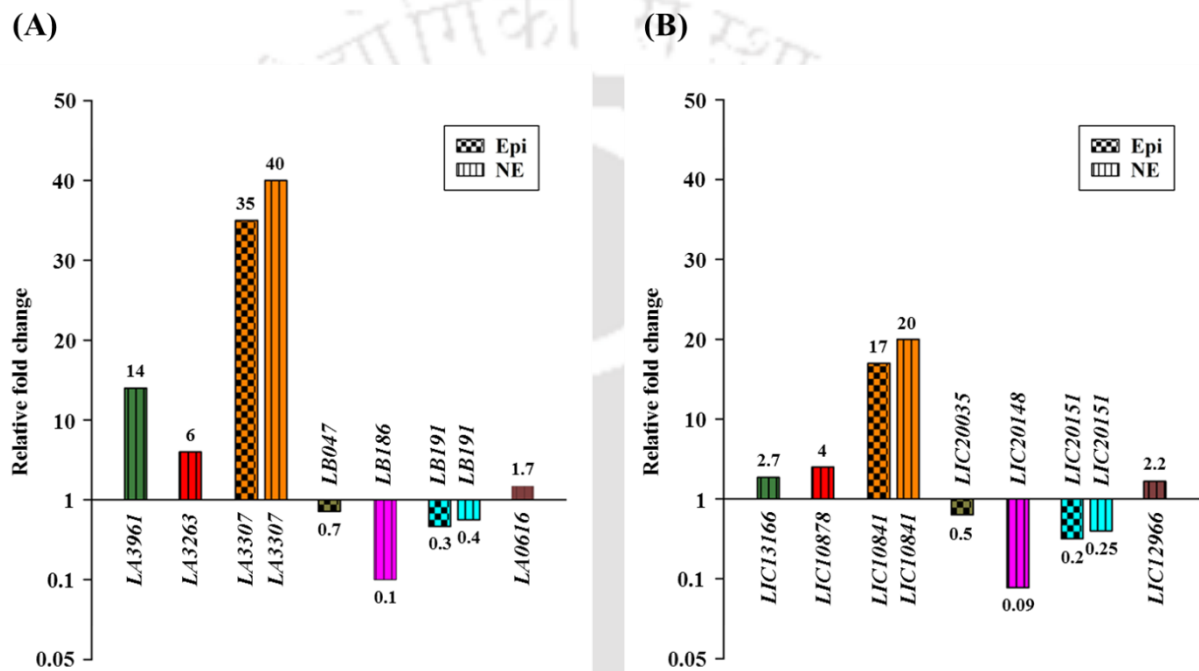 (A)
50
40
30
20
10
1
0.1
0.05
Relative fold change
Epi
NE
14
6
35
40
0.7
0.1
0.3
0.4
1.7
LA3961
LA3263
LA3307
LA3307
LB047
LB186
LB191
LB191
LA0616
(B)
50
40
30
20
10
1
0.1
0.05
Relative fold change
Epi
NE
2.7
4
17
20
0.5
0.09
0.2
0.25
2.2
LIC13166
LIC10878
LIC10841
LIC10841
LIC20035
LIC20148
LIC20151
LIC20151
LIC12966